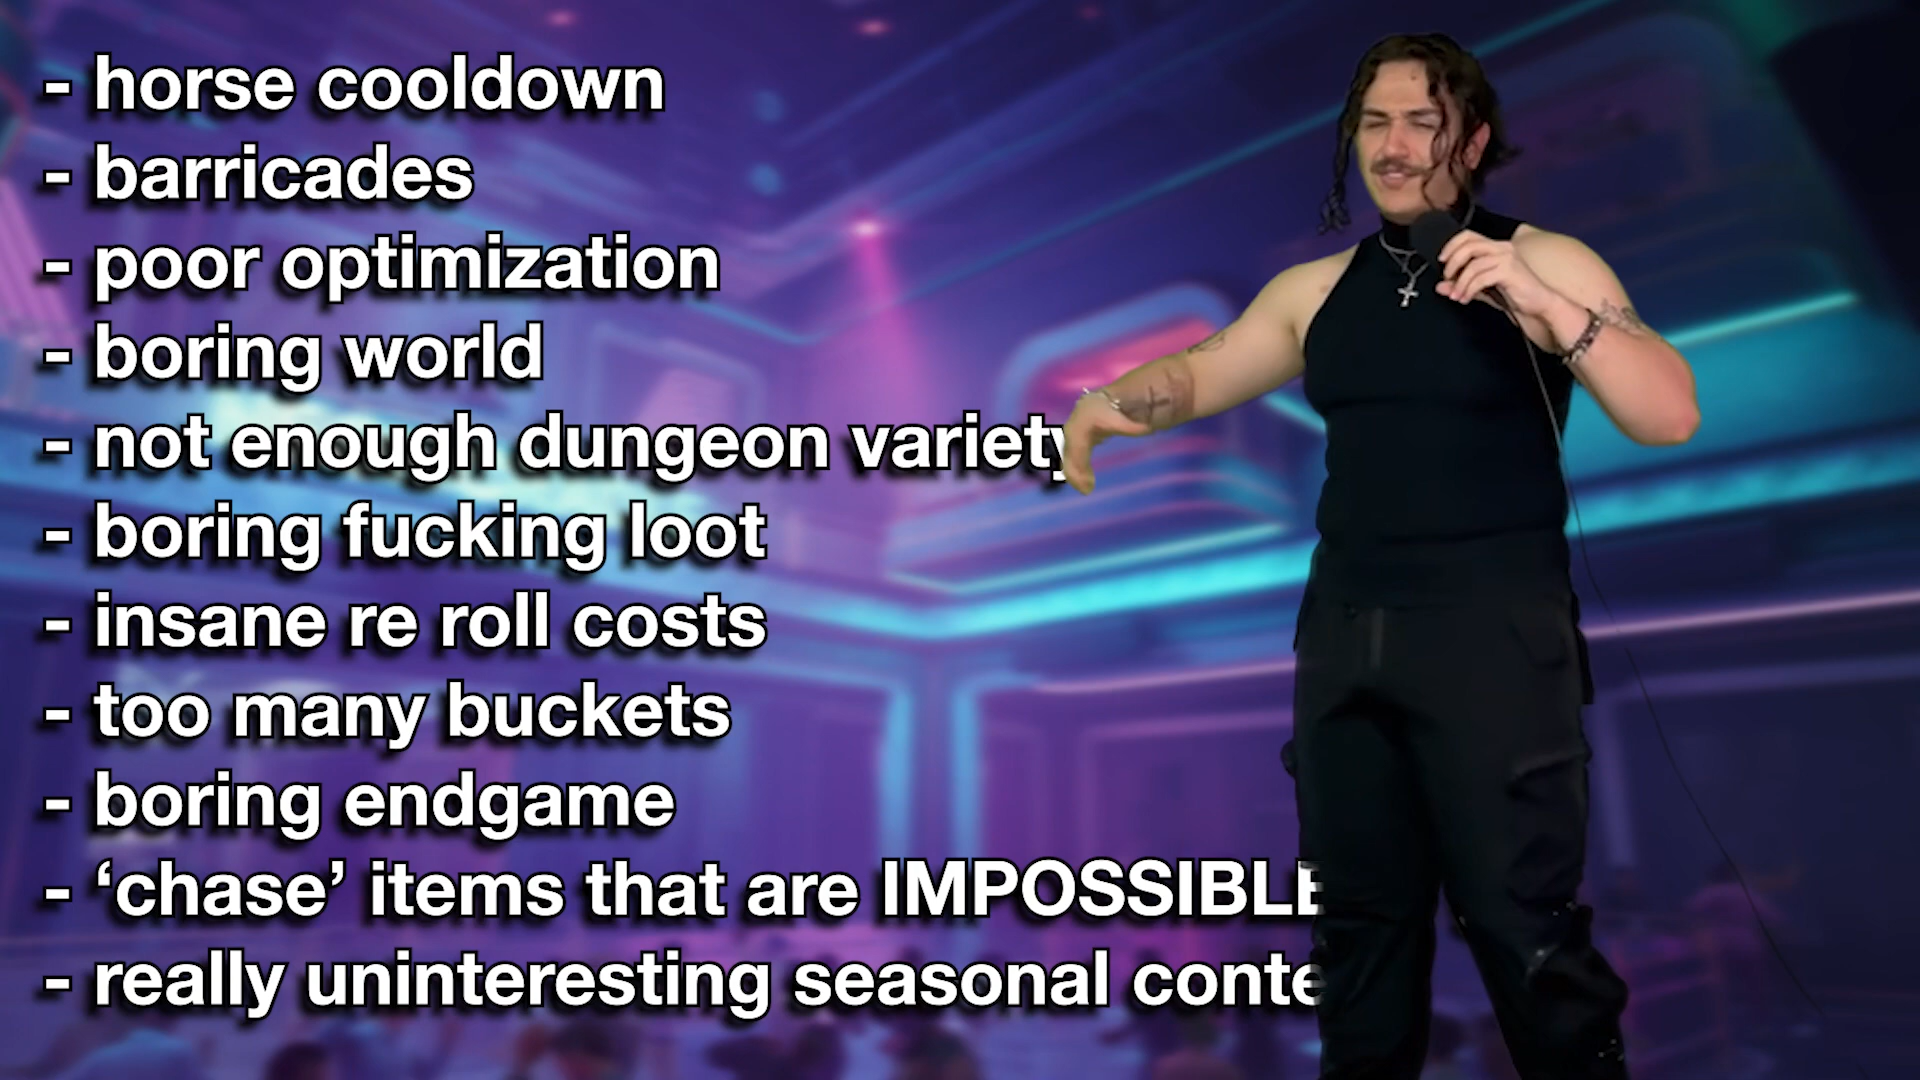 - horse cooldown
- barricades
- poor optimization
- boring world
- not enough dungeon variety
- boring fucking loot
- insane re roll costs
- too many buckets
- boring endgame
- ‘chase’ items that are IMPOSSIBLE
- really uninteresting seasonal conte